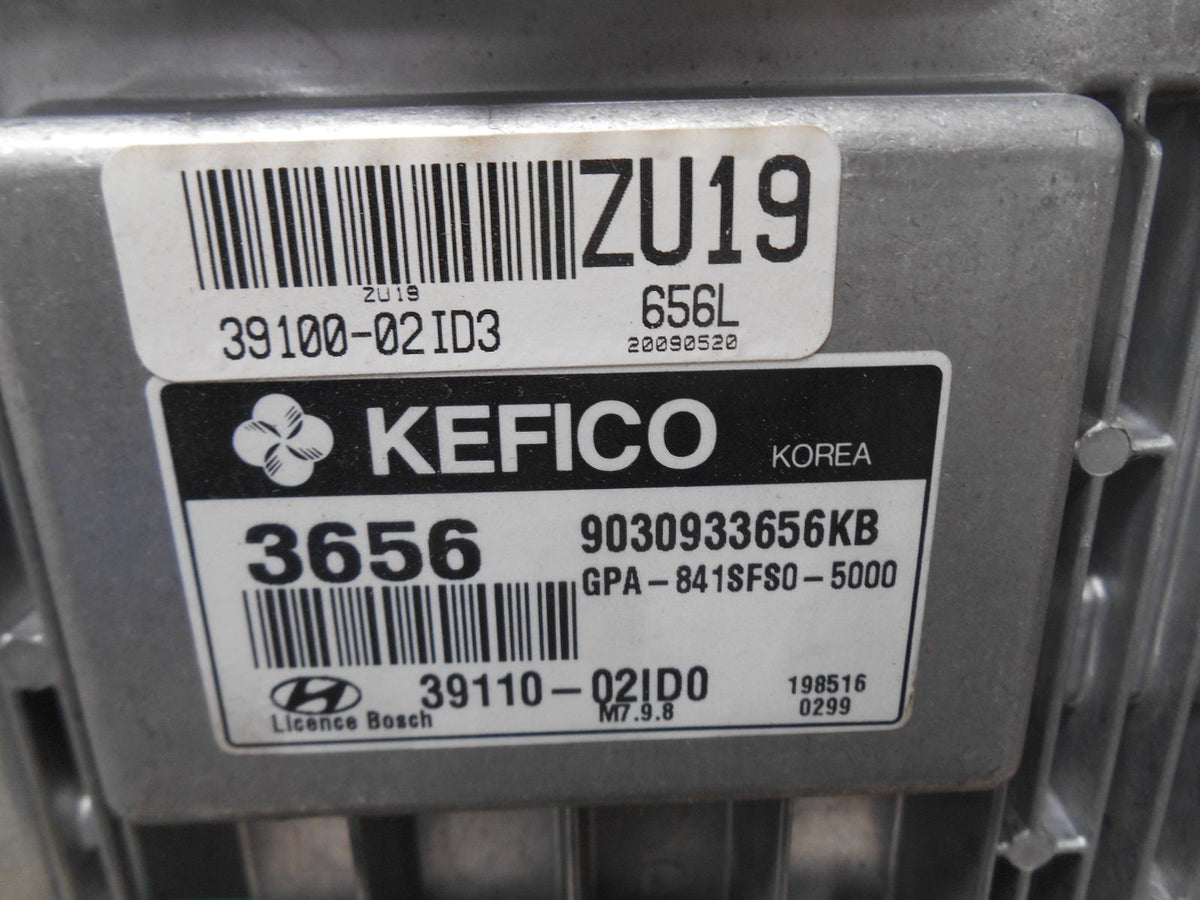 ZU19
ZU19
39100-02ID3
656L
20090520
KEFICO
KOREA
3656
9030933656KB
GPA-841SFS0-5000
39110-02ID0
M7.9.8
Licence Bosch
198516
0299